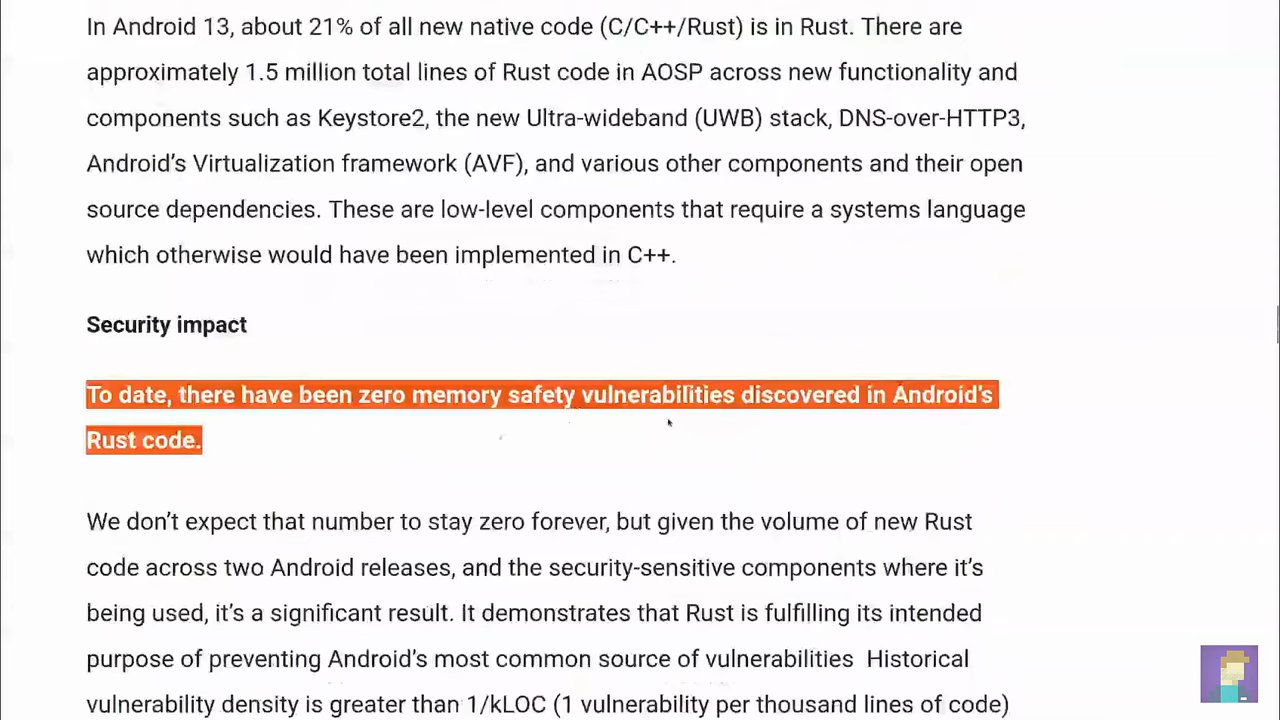 In Android 13, about 21% of all new native code (C/C++/Rust) is in Rust. There are
approximately 1.5 million total lines of Rust code in AOSP across new functionality and
components such as Keystore2, the new Ultra-wideband (UWB) stack, DNS-over-HTTP3,
Android's Virtualization framework (AVF), and various other components and their open
source dependencies. These are low-level components that require a systems language
which otherwise would have been implemented in C++.
Security impact
To date, there have been zero memory safety vulnerabilities discovered in Android's
Rust code.
We don't expect that number to stay zero forever, but given the volume of new Rust
code across two Android releases, and the security-sensitive components where it's
being used, it's a significant result. It demonstrates that Rust is fulfilling its intended
purpose of preventing Android's most common source of vulnerabilities Historical
vulnerability density is greater than 1/kLOC (1 vulnerability per thousand lines of code)